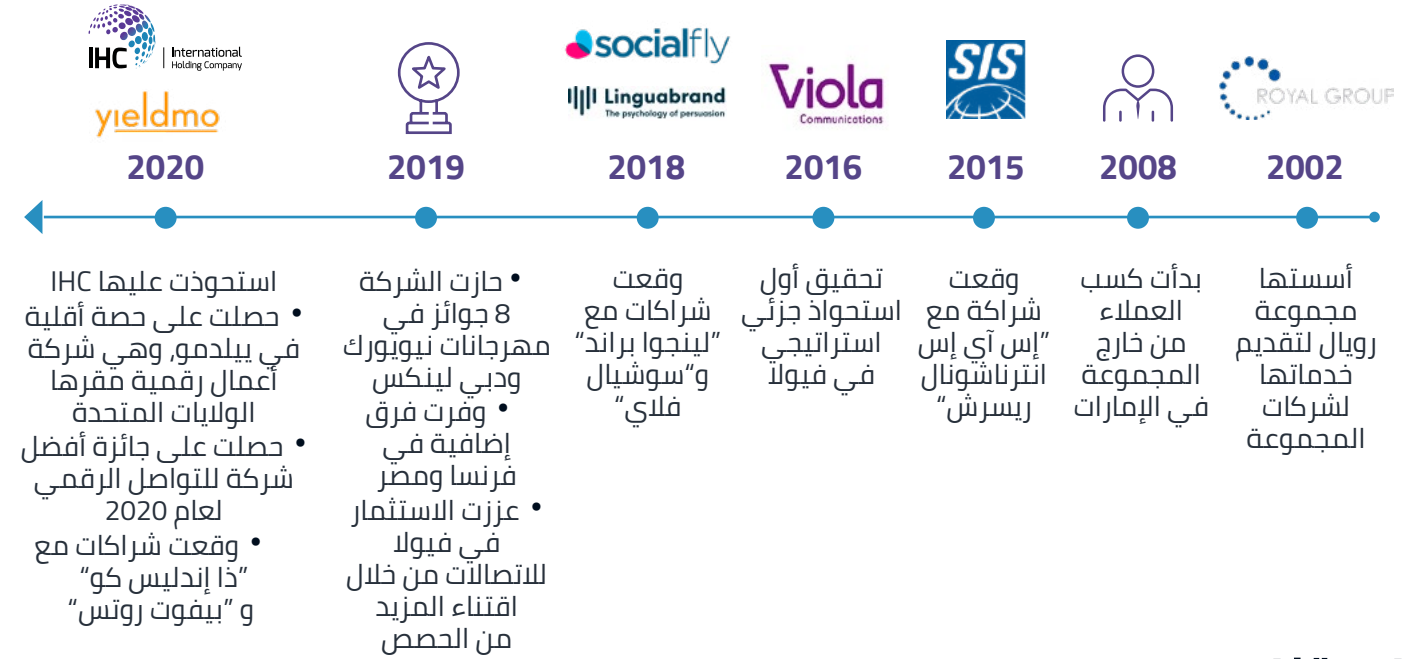 ROYAL GROUP
2002
أسستها
مجموعة
رويال لتقديم
خدماتها
لشركات
المجموعة
2008
بدأت كسب
العملاء
من خارج
المجموعة
في الإمارات
SIS
2015
وقعت
شراكة مع
”إس آي إس
انترناشونال
ريسرش“
Viola
Communications
2016
تحقيق أول
استحواذ جزئي
استراتيجي
في فيولا
socialfly
Linguabrand
The psychology of persuasion
2018
وقعت
شراكات مع
”لينجوا براند“
و“سوشيال
فلاي“
2019
• حازت الشركة
8 جوائز في
مهرجانات نيويورك
ودبي لينكس
• وفرت فرق
إضافية في
فرنسا ومصر
• عززت الاستثمار
في فيولا
للاتصالات من خلال
اقتناء المزيد
من الحصص
IHC
International
Holding Company
yieldmo
2020
استحوذت عليها IHC
• حصلت على حصة أقلية
في ييلدمو، وهي شركة
أعمال رقمية مقرها
الولايات المتحدة
• حصلت على جائزة أفضل
شركة للتواصل الرقمي
لعام 2020
• وقعت شراكات مع
”ذا إندليس كو“
و ”بيفوت روتس“